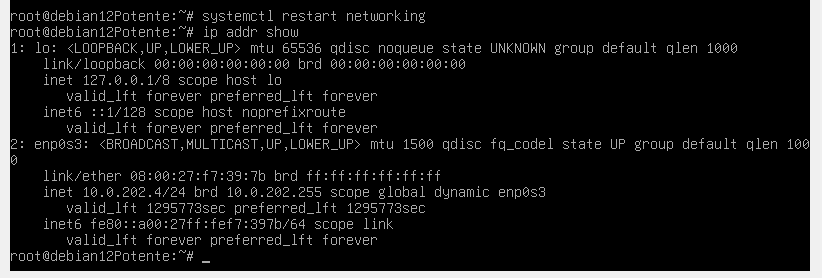 root@debian12Potente:~# systemctl restart networking
root@debian12Potente:~# ip addr show
1: lo: <LOOPBACK,UP,LOWER_UP> mtu 65536 qdisc noqueue state UNKNOWN group default qlen 1000
    link/loopback 00:00:00:00:00:00 brd 00:00:00:00:00:00
    inet 127.0.0.1/8 scope host lo
       valid_lft forever preferred_lft forever
    inet6 ::1/128 scope host noprefixroute
       valid_lft forever preferred_lft forever
2: enp0s3: <BROADCAST,MULTICAST,UP,LOWER_UP> mtu 1500 qdisc fq_codel state UP group default qlen 100
0
    link/ether 08:00:27:f7:39:7b brd ff:ff:ff:ff:ff:ff
    inet 10.0.202.4/24 brd 10.0.202.255 scope global dynamic enp0s3
       valid_lft 1295773sec preferred_lft 1295773sec
    inet6 fe80::a00:27ff:fef7:397b/64 scope link
       valid_lft forever preferred_lft forever
root@debian12Potente:~# _